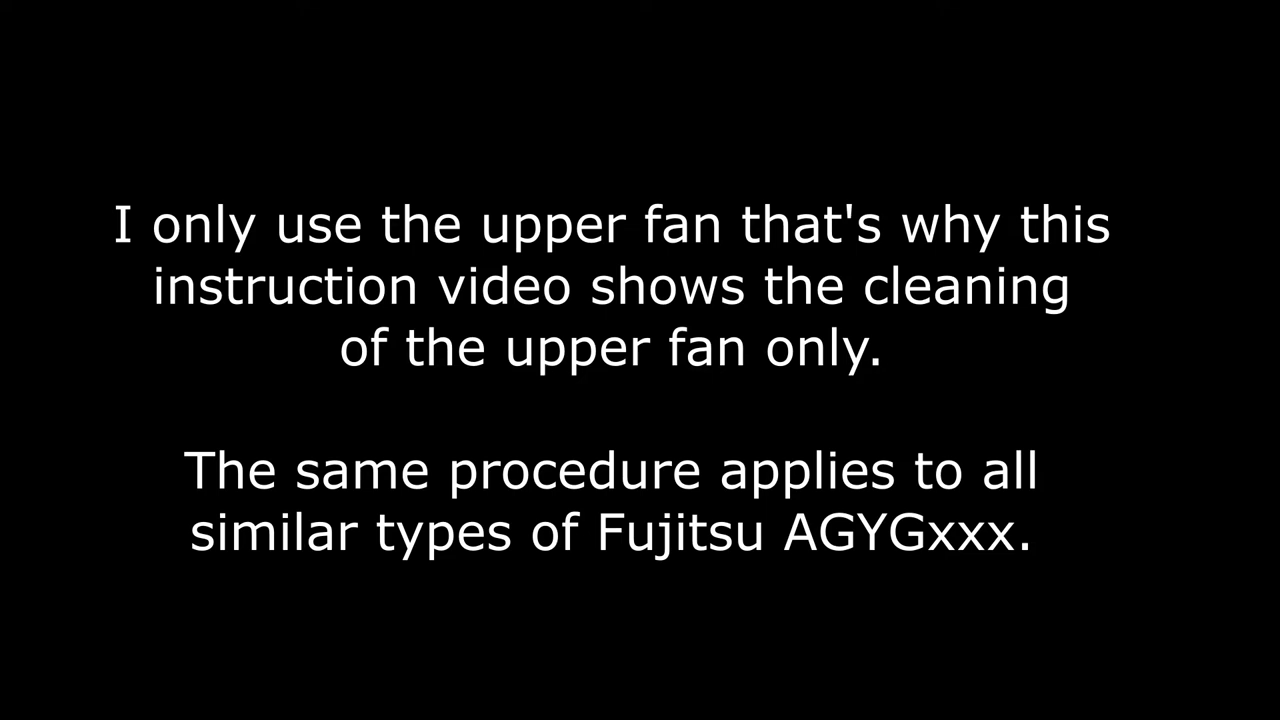 I only use the upper fan that's why this
instruction video shows the cleaning
of the upper fan only.
The same procedure applies to all
similar types of Fujitsu AGYGxxx.